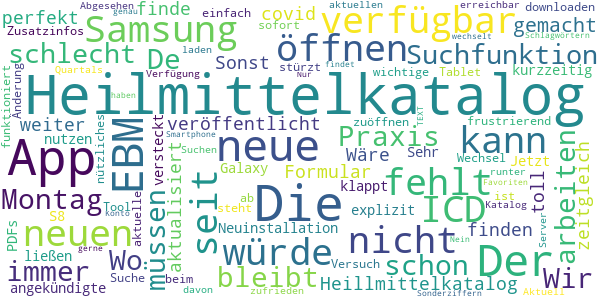 Abgesehen genau einfach covid aktuellen erreichbar downloaden
perfekt finde Samsung verfügbar gemacht Schlagwörtern
Zusatzinfos De sofort öffnen wechselt
schlecht Sonst stürzt laden Suchfunktion
funktioniert Änderung Quartals Verfügung Nur findet wichtige Tablet kurzzeitig
Heilmittelkatalog
haben TEXT
weiter nutzen veröffentlicht zuöffnen frustrierend
App EBM nützliches versteckt Smartphone neue Praxis Sehr Wechsel runter
Suchen Wäre kann Jetzt Favoriten
Montag seit aktualisiert Galaxy Formular fehlt ist Katalog arbeiten
müssen Die klappt ICD toll zeitgleich
neuen S8 Tool ab explizit
PDFs aktuelle steht Neuinstallation nicht finden Server
ließen Wo würde Versuch schon Der
immer Suche Konto beim bleibt Heillmittelkatalog Wir
angekündigte gerne davon zufrieden Nein Sonderziffern Aktuell